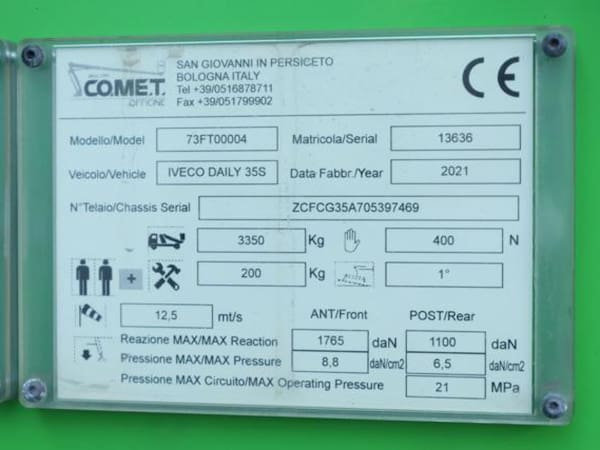 CO.ME.T.
OFFICINE
SAN GIOVANNI IN PERSICETO
BOLOGNA ITALY
Tel +39/0516878711
Fax +39/051799902
CE
Modello/Model 73FT00004 Matricola/Serial 13636
Veicolo/Vehicle IVECO DAILY 35S Data Fabbr./Year 2021
N°Telaio/Chassis Serial ZCFCG35A705397469
3350 Kg 400 N
+ 200 Kg 1°
12,5 mt/s ANT/Front POST/Rear
Reazione MAX/MAX Reaction 1765 daN 1100 daN
Pressione MAX/MAX Pressure 8,8 daN/cm2 6,5 daN/cm2
Pressione MAX Circuito/MAX Operating Pressure 21 MPa